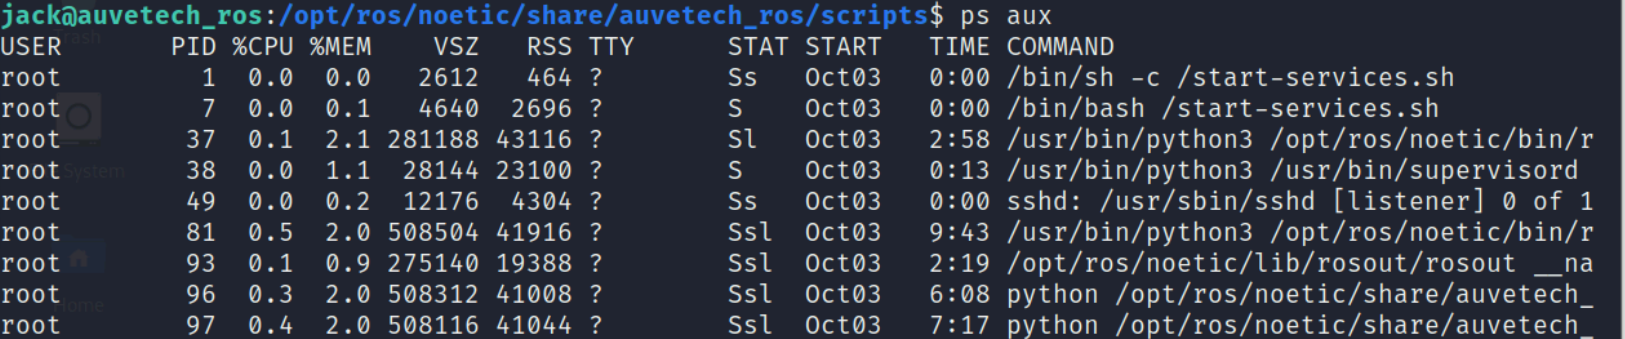 jack@auvetech_ros:/opt/ros/noetic/share/auvetech_ros/scripts$ ps aux
USER PID %CPU %MEM VSZ RSS TTY STAT START TIME COMMAND
root 1 0.0 0.0 2612 464 ? Ss Oct03 0:00 /bin/sh -c /start-services.sh
root 7 0.0 0.1 4640 2696 ? S Oct03 0:00 /bin/bash /start-services.sh
root 37 0.1 2.1 281188 43116 ? Sl Oct03 2:58 /usr/bin/python3 /opt/ros/noetic/bin/r
root 38 0.0 1.1 28144 23100 ? S Oct03 0:13 /usr/bin/python3 /usr/bin/supervisord
root 49 0.0 0.2 12176 4304 ? Ss Oct03 0:00 sshd: /usr/sbin/sshd [listener] 0 of 1
root 81 0.5 2.0 508504 41916 ? Ssl Oct03 9:43 /usr/bin/python3 /opt/ros/noetic/bin/r
root 93 0.1 0.9 275140 19388 ? Ssl Oct03 2:19 /opt/ros/noetic/lib/rosout/rosout __na
root 96 0.3 2.0 508312 41008 ? Ssl Oct03 6:08 python /opt/ros/noetic/share/auvetech_
root 97 0.4 2.0 508116 41044 ? Ssl Oct03 7:17 python /opt/ros/noetic/share/auvetech_
Trash
System
Home